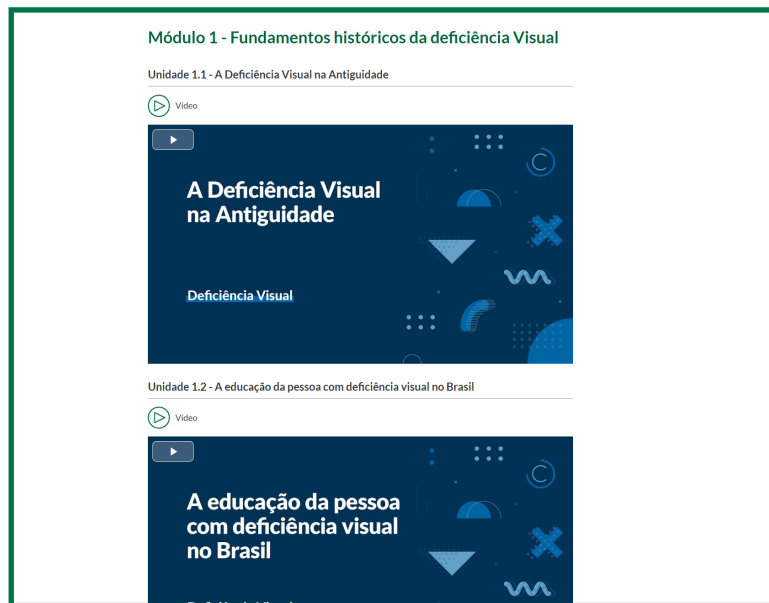 Módulo 1 - Fundamentos históricos da deficiência Visual
Unidade 1.1 - A Deficiência Visual na Antiguidade
Vídeo
A Deficiência Visual
na Antiguidade
Deficiência Visual
Unidade 1.2 - A educação da pessoa com deficiência visual no Brasil
Vídeo
A educação da pessoa
com deficiência visual
no Brasil